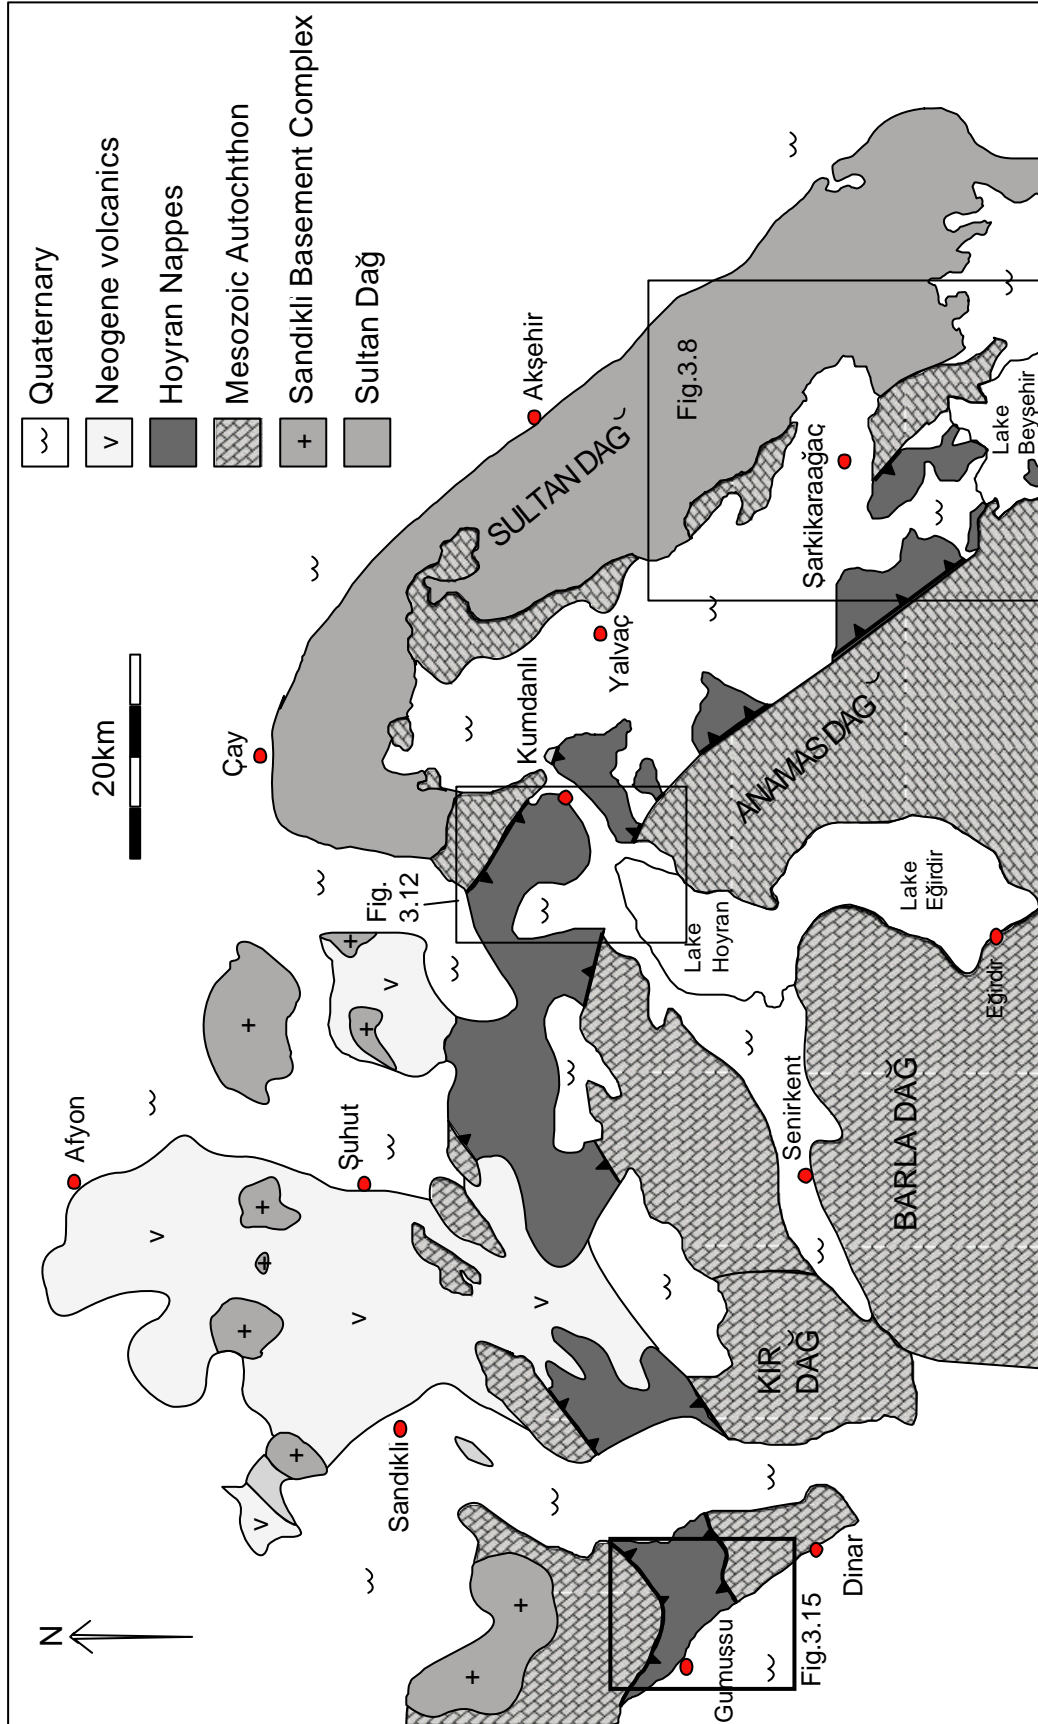 Quaternary
Neogene volcanics
Hoyran Nappes
Mesozoic Autochthon
Sandıkli Basement Complex
Sultan Dağ
v
+
N
20km
Afyon
Şuhut
Sandıkli
Çay
Akşehir
SULTAN DAĞ
Fig.3.8
Şarkikaraağaç
Lake
Beyşehir
Yalvaç
Kumdanlı
Fig.
3.12
ANAMAS DAĞ
Lake
Hoyran
Lake
Eğirdir
Eğirdir
Senirkent
BARLA DAĞ
KIR
DAĞ
Dinar
Gumuşsu
Fig.3.15
v
v
v
v
v
+
+
+
+
+
+
+
+
+